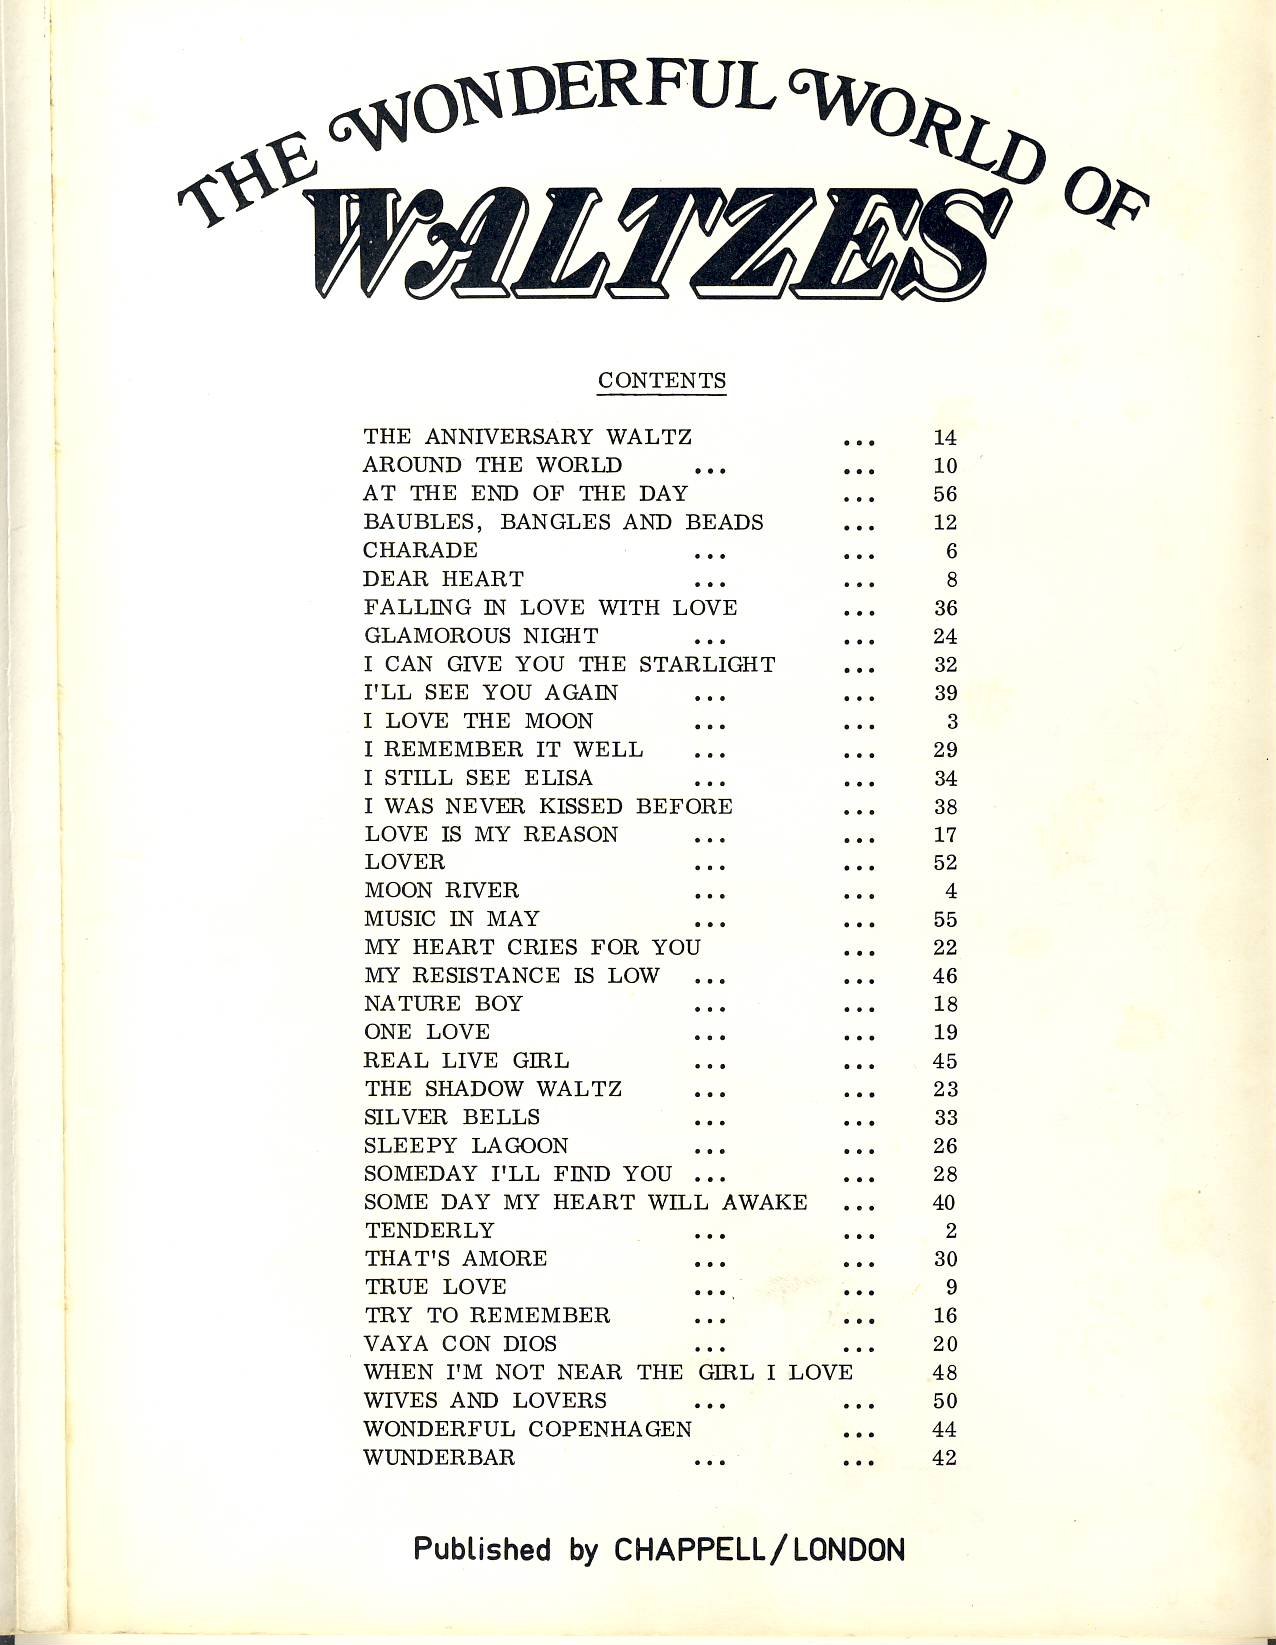 THE WONDERFUL WORLD OF
WALTZES
CONTENTS
THE ANNIVERSARY WALTZ ... 14
AROUND THE WORLD ... ... 10
AT THE END OF THE DAY ... 56
BAUBLES, BANGLES AND BEADS ... 12
CHARADE ... ... 6
DEAR HEART ... ... 8
FALLING IN LOVE WITH LOVE ... 36
GLAMOROUS NIGHT ... ... 24
I CAN GIVE YOU THE STARLIGHT ... 32
I'LL SEE YOU AGAIN ... ... 39
I LOVE THE MOON ... ... 3
I REMEMBER IT WELL ... ... 29
I STILL SEE ELISA ... ... 34
I WAS NEVER KISSED BEFORE ... 38
LOVE IS MY REASON ... ... 17
LOVER ... ... 52
MOON RIVER ... ... 4
MUSIC IN MAY ... ... 55
MY HEART CRIES FOR YOU ... 22
MY RESISTANCE IS LOW ... ... 46
NATURE BOY ... ... 18
ONE LOVE ... ... 19
REAL LIVE GIRL ... ... 45
THE SHADOW WALTZ ... ... 23
SILVER BELLS ... ... 33
SLEEPY LAGOON ... ... 26
SOMEDAY I'LL FIND YOU ... ... 28
SOME DAY MY HEART WILL AWAKE ... 40
TENDERLY ... ... 2
THAT'S AMORE ... ... 30
TRUE LOVE ... ... 9
TRY TO REMEMBER ... ... 16
VAYA CON DIOS ... ... 20
WHEN I'M NOT NEAR THE GIRL I LOVE 48
WIVES AND LOVERS ... ... 50
WONDERFUL COPENHAGEN ... 44
WUNDERBAR ... ... 42
Published by CHAPPELL/LONDON